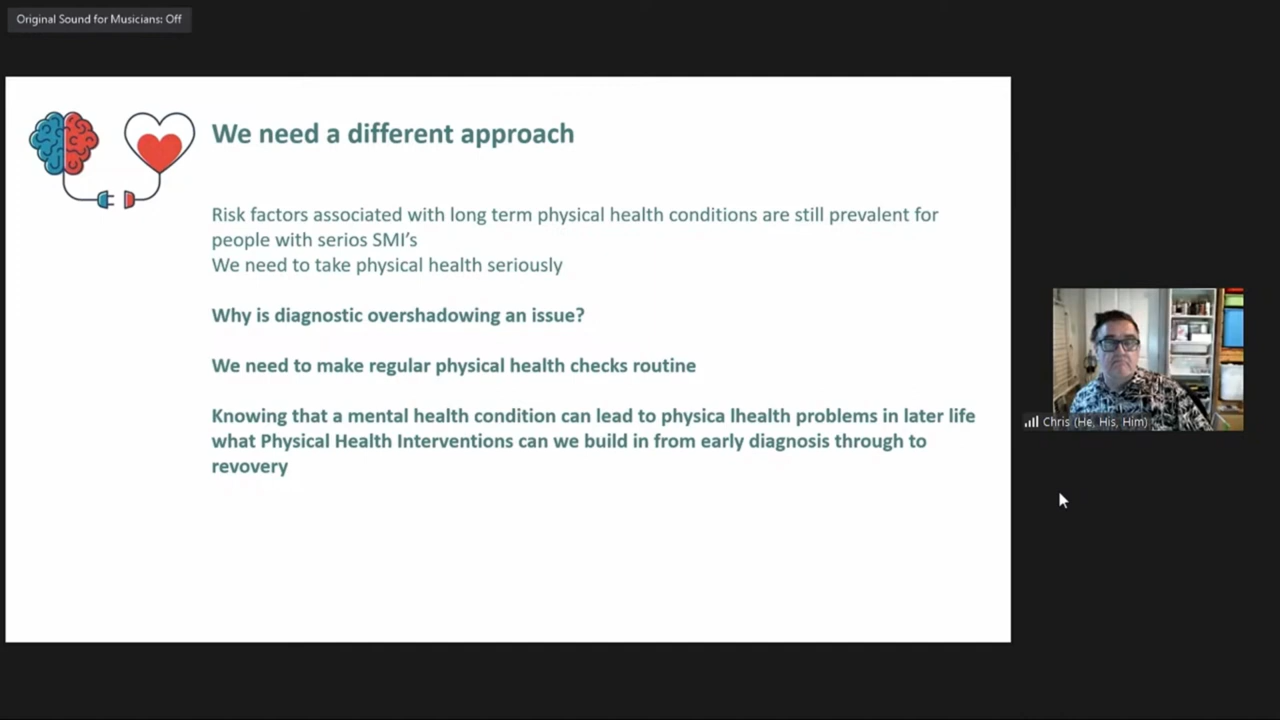 Original Sound for Musicians: Off
We need a different approach
Risk factors associated with long term physical health conditions are still prevalent for
people with serios SMI's
We need to take physical health seriously
Why is diagnostic overshadowing an issue?
We need to make regular physical health checks routine
Knowing that a mental health condition can lead to physica lhealth problems in later life
what Physical Health Interventions can we build in from early diagnosis through to
revovery
Chris (He, His, Him)